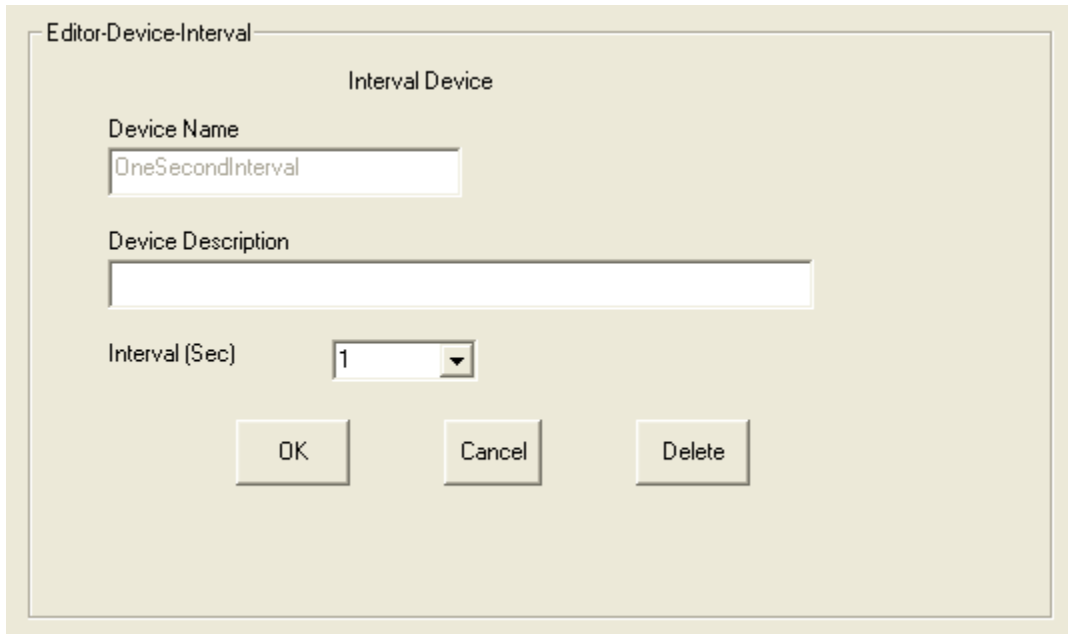 Editor-Device-Interval
Interval Device
Device Name
OneSecondInterval
Device Description
Interval (Sec)
1
OK
Cancel
Delete